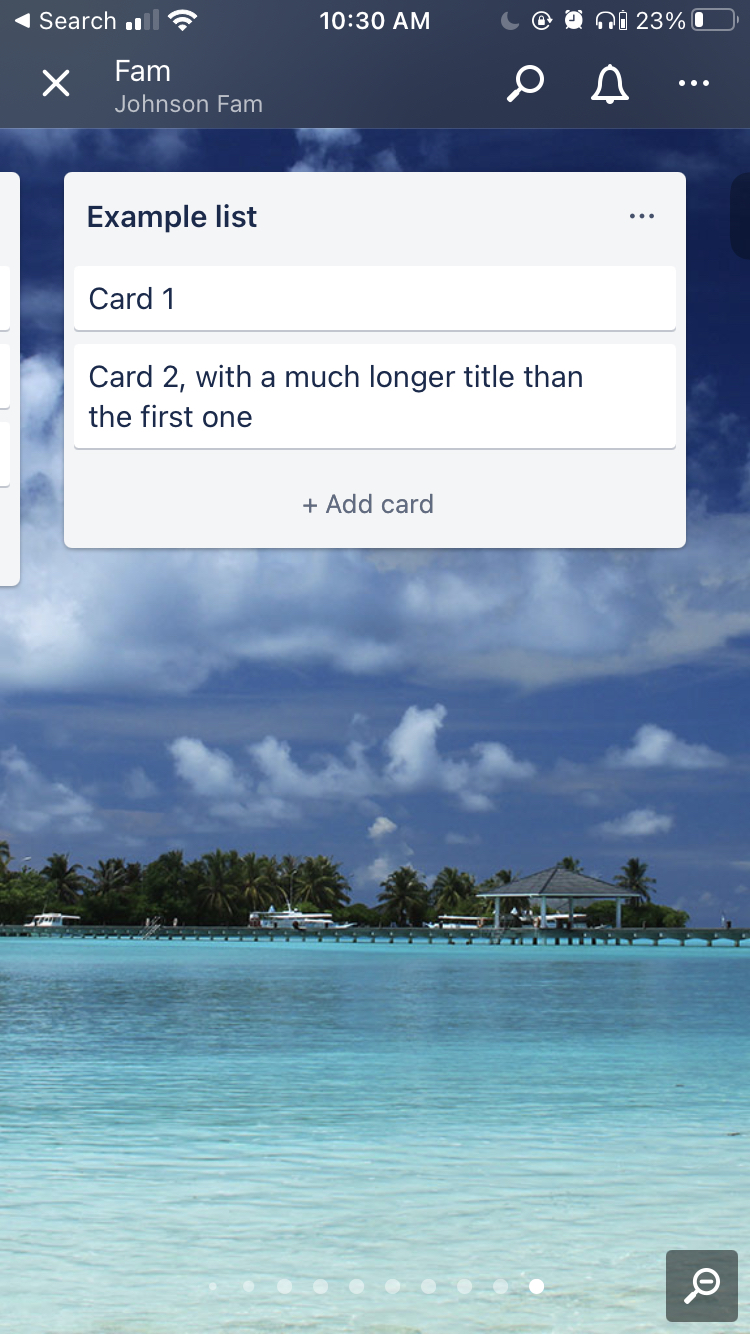 Search
10:30 AM
23%
Fam
Johnson Fam
Example list
Card 1
Card 2, with a much longer title than
the first one
+ Add card